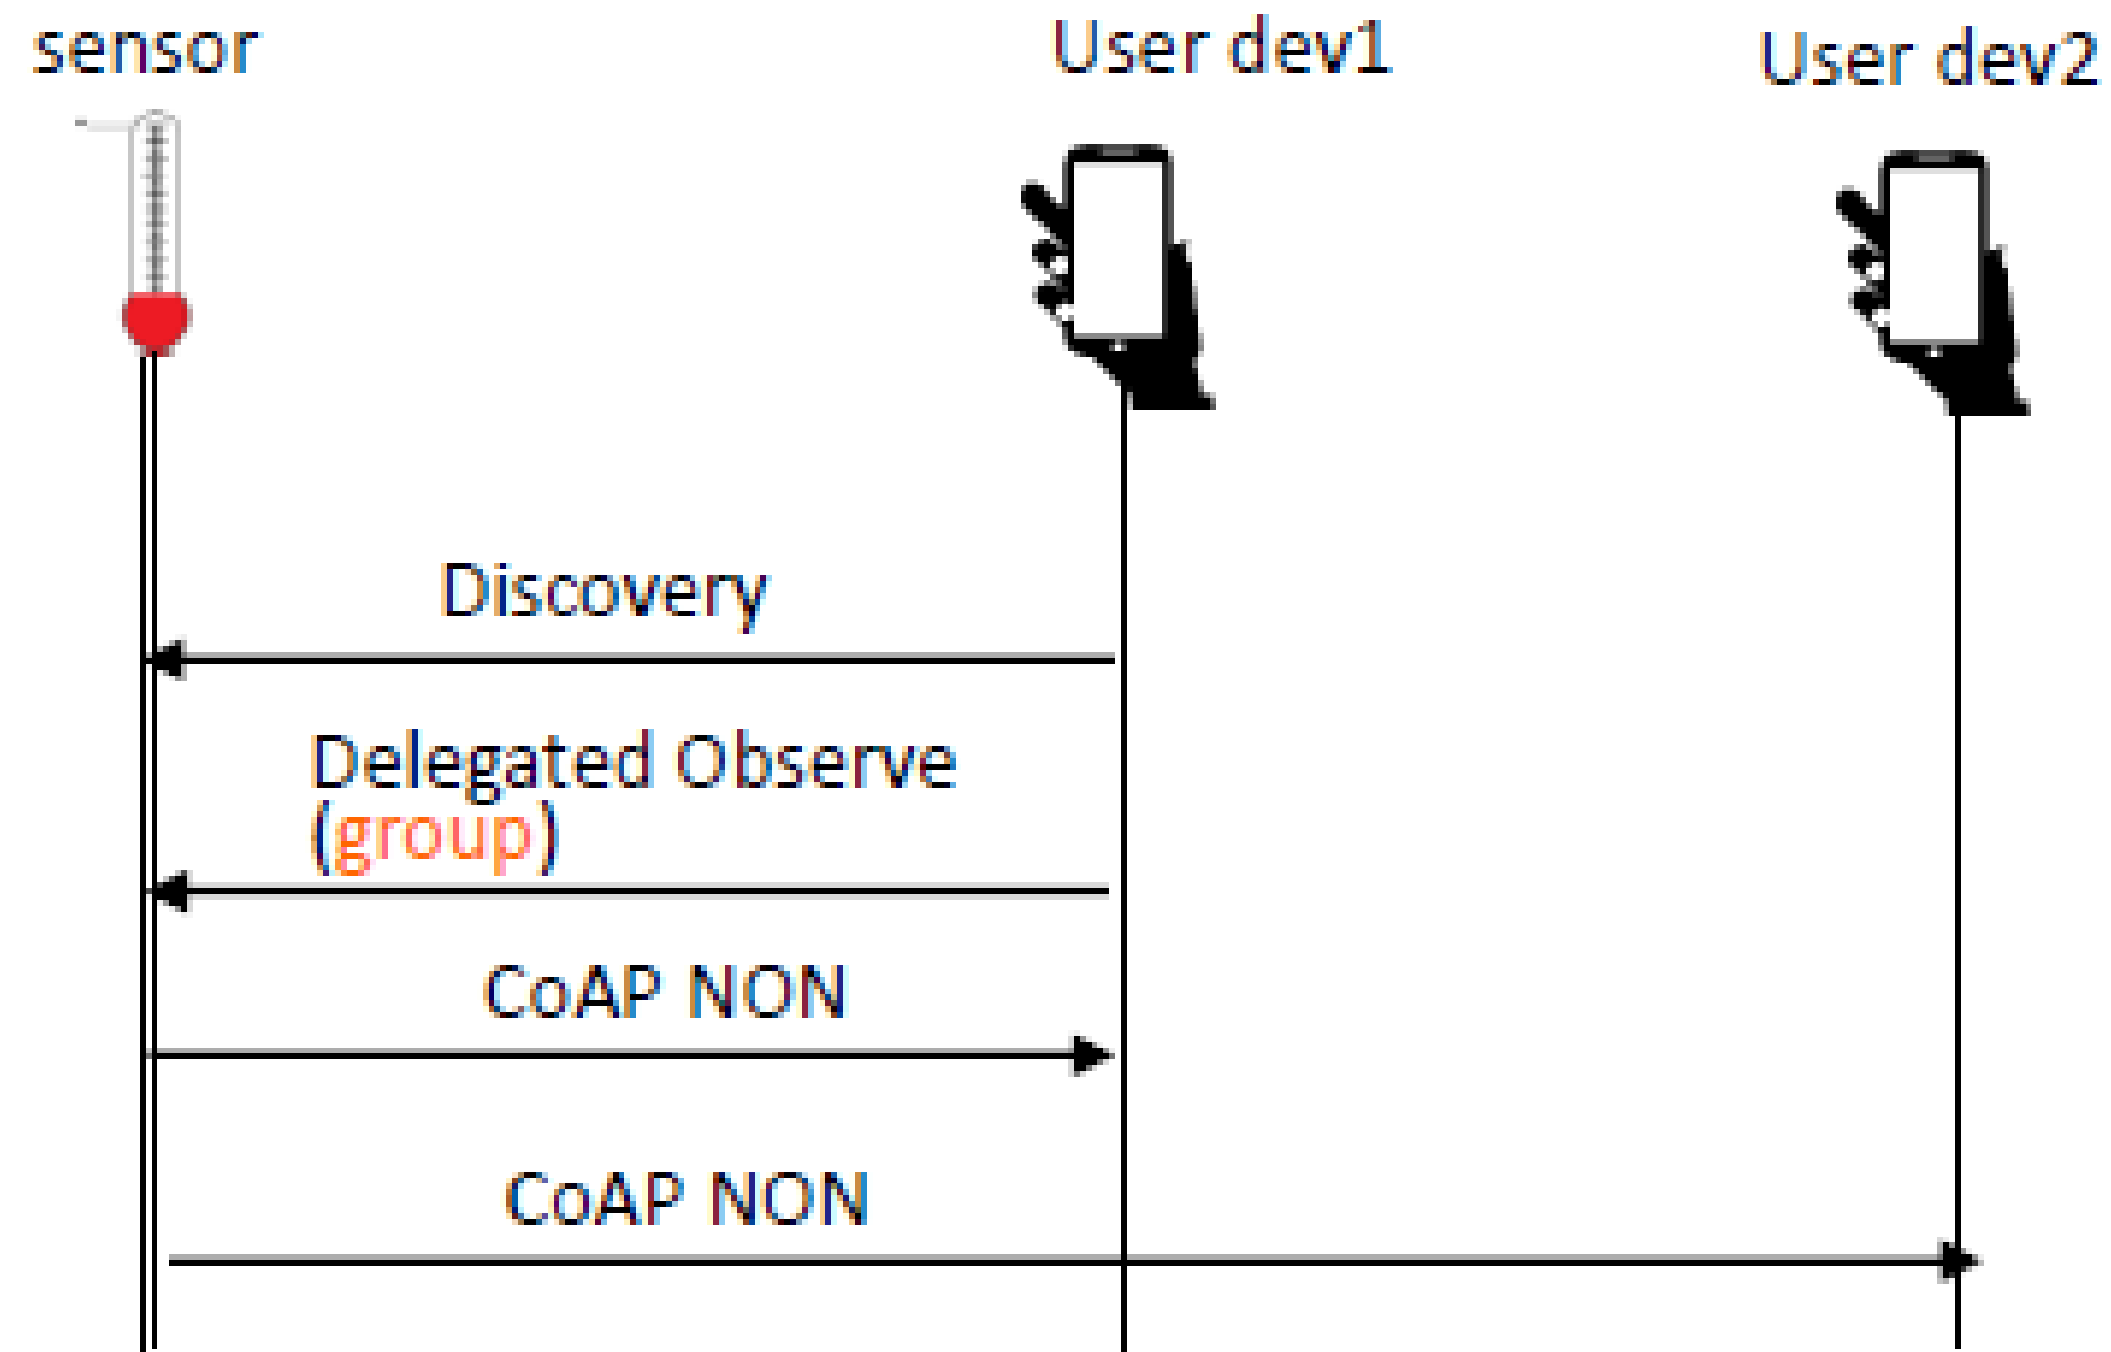 sensor
User dev1
User dev2
Discovery
Delegated Observe
(group)
CoAP NON
CoAP NON